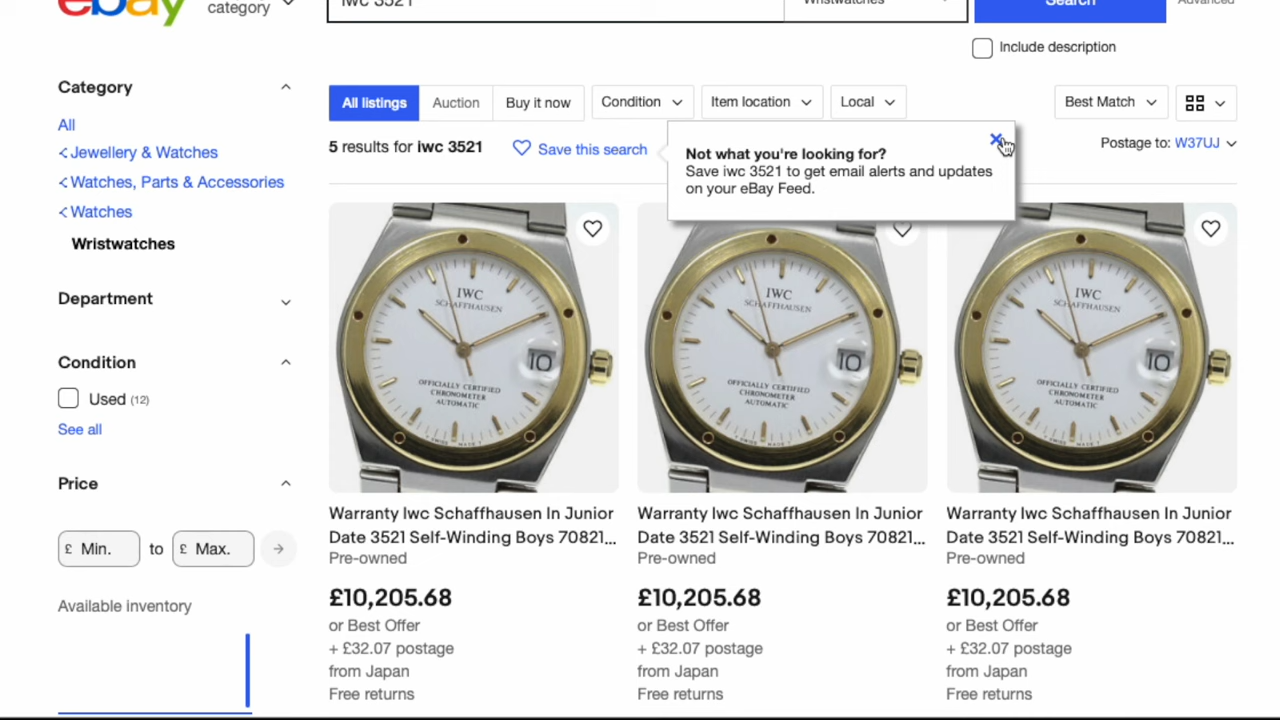 ebay
category
iwc 3521
Wristwatches
Search
Advanced
Include description
Category
All
Jewellery & Watches
Watches, Parts & Accessories
Watches
Wristwatches
Department
Condition
Used (12)
See all
Price
£ Min. to £ Max.
Available inventory
All listings Auction Buy it now Condition Item location Local Best Match
5 results for iwc 3521 Save this search
Postage to: W37UJ
Not what you're looking for?
Save iwc 3521 to get email alerts and updates
on your eBay Feed.
IWC
SCHAFFHAUSEN
10
OFFICIALLY CERTIFIED
CHRONOMETER
AUTOMATIC
Warranty Iwc Schaffhausen In Junior
Date 3521 Self-Winding Boys 70821...
Pre-owned
£10,205.68
or Best Offer
+ £32.07 postage
from Japan
Free returns
IWC
SCHAFFHAUSEN
10
OFFICIALLY CERTIFIED
CHRONOMETER
AUTOMATIC
Warranty Iwc Schaffhausen In Junior
Date 3521 Self-Winding Boys 70821...
Pre-owned
£10,205.68
or Best Offer
+ £32.07 postage
from Japan
Free returns
IWC
SCHAFFHAUSEN
10
OFFICIALLY CERTIFIED
CHRONOMETER
AUTOMATIC
Warranty Iwc Schaffhausen In Junior
Date 3521 Self-Winding Boys 70821...
Pre-owned
£10,205.68
or Best Offer
+ £32.07 postage
from Japan
Free returns